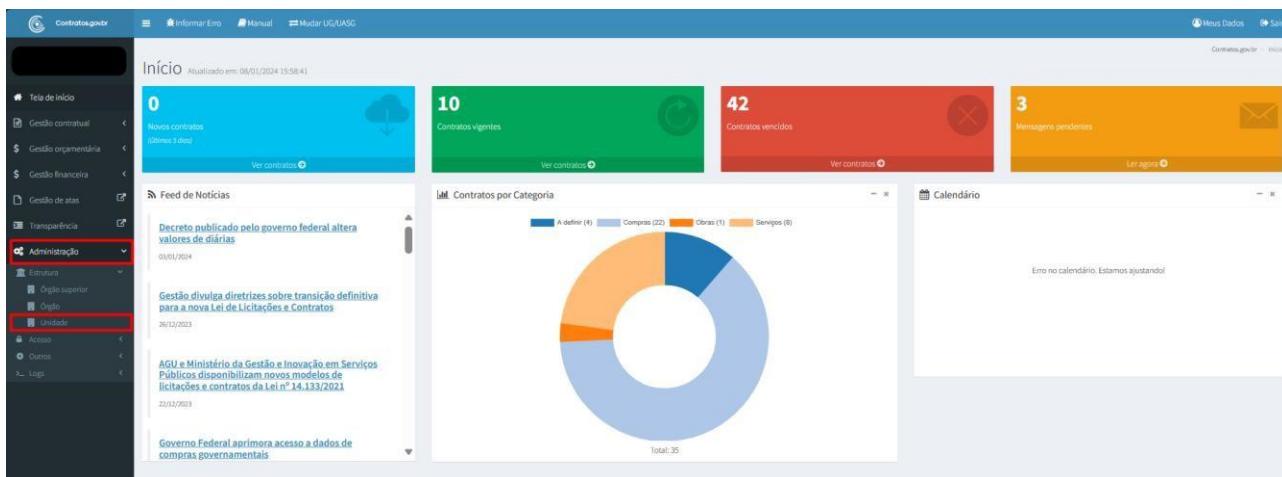 Contratos.govbr
Informar Erro
Manual
Mudar UG/UASG
Meus Dados
Sair
Contratos.gov.br
Início
Início
Atualizado em: 08/01/2024 15:58:41
Tela de início
Gestão contratual
Gestão orçamentária
Gestão financeira
Gestão de atas
Transparência
Administração
Estrutura
Órgão superior
Órgão
Unidade
Acesso
Outros
Logs
0
Novos contratos
(Últimos 5 dias)
Ver contratos
10
Contratos vigentes
Ver contratos
42
Contratos vencidos
Ver contratos
3
Mensagens pendentes
Ler agora
Feed de Notícias
Decreto publicado pelo governo federal altera
valores de diárias
03/01/2024
Gestão divulga diretrizes sobre transição definitiva
para a nova Lei de Licitações e Contratos
26/12/2023
AGU e Ministério da Gestão e Inovação em Serviços
Públicos disponibilizam novos modelos de
licitações e contratos da Lei nº 14.133/2021
22/12/2023
Governo Federal aprimora acesso a dados de
compras governamentais
Contratos por Categoria
A definir (4)
Compras (22)
Obras (1)
Serviços (8)
Total: 35
Calendário
Erro no calendário. Estamos ajustando!